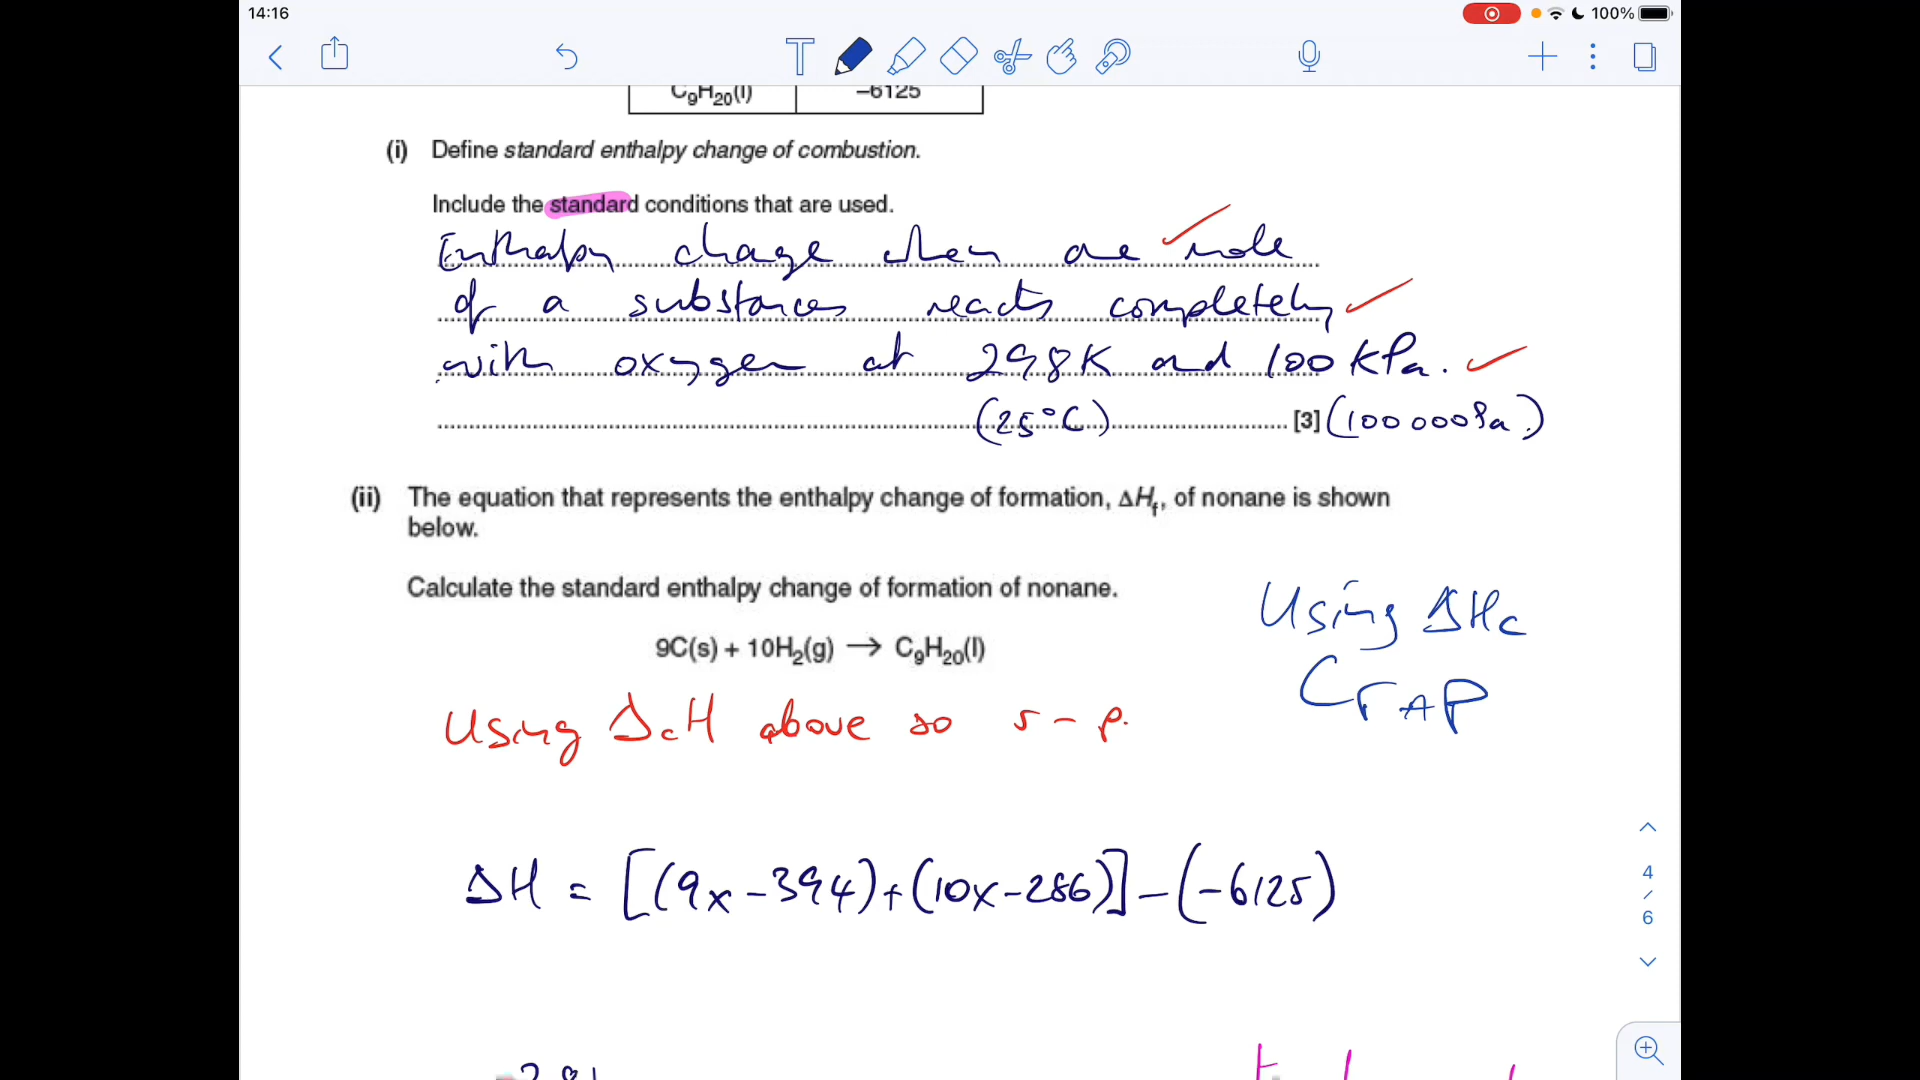 14:16
100%
C₉H₂₀(l) –6125
(i) Define standard enthalpy change of combustion.
Include the standard conditions that are used.
Enthalpy change when one mole
of a substances reacts completely
with oxygen at 298K and 100 kPa.
(25°C) [3] (100 000Pa)
(ii) The equation that represents the enthalpy change of formation, ΔHf, of nonane is shown
below.
Calculate the standard enthalpy change of formation of nonane.
Using ΔHc
9C(s) + 10H₂(g) → C₉H₂₀(l)
CrAP
Using ΔcH above so r - p.
ΔH = [(9x-394)+(10x-286)]-(-6125)
4
/
6